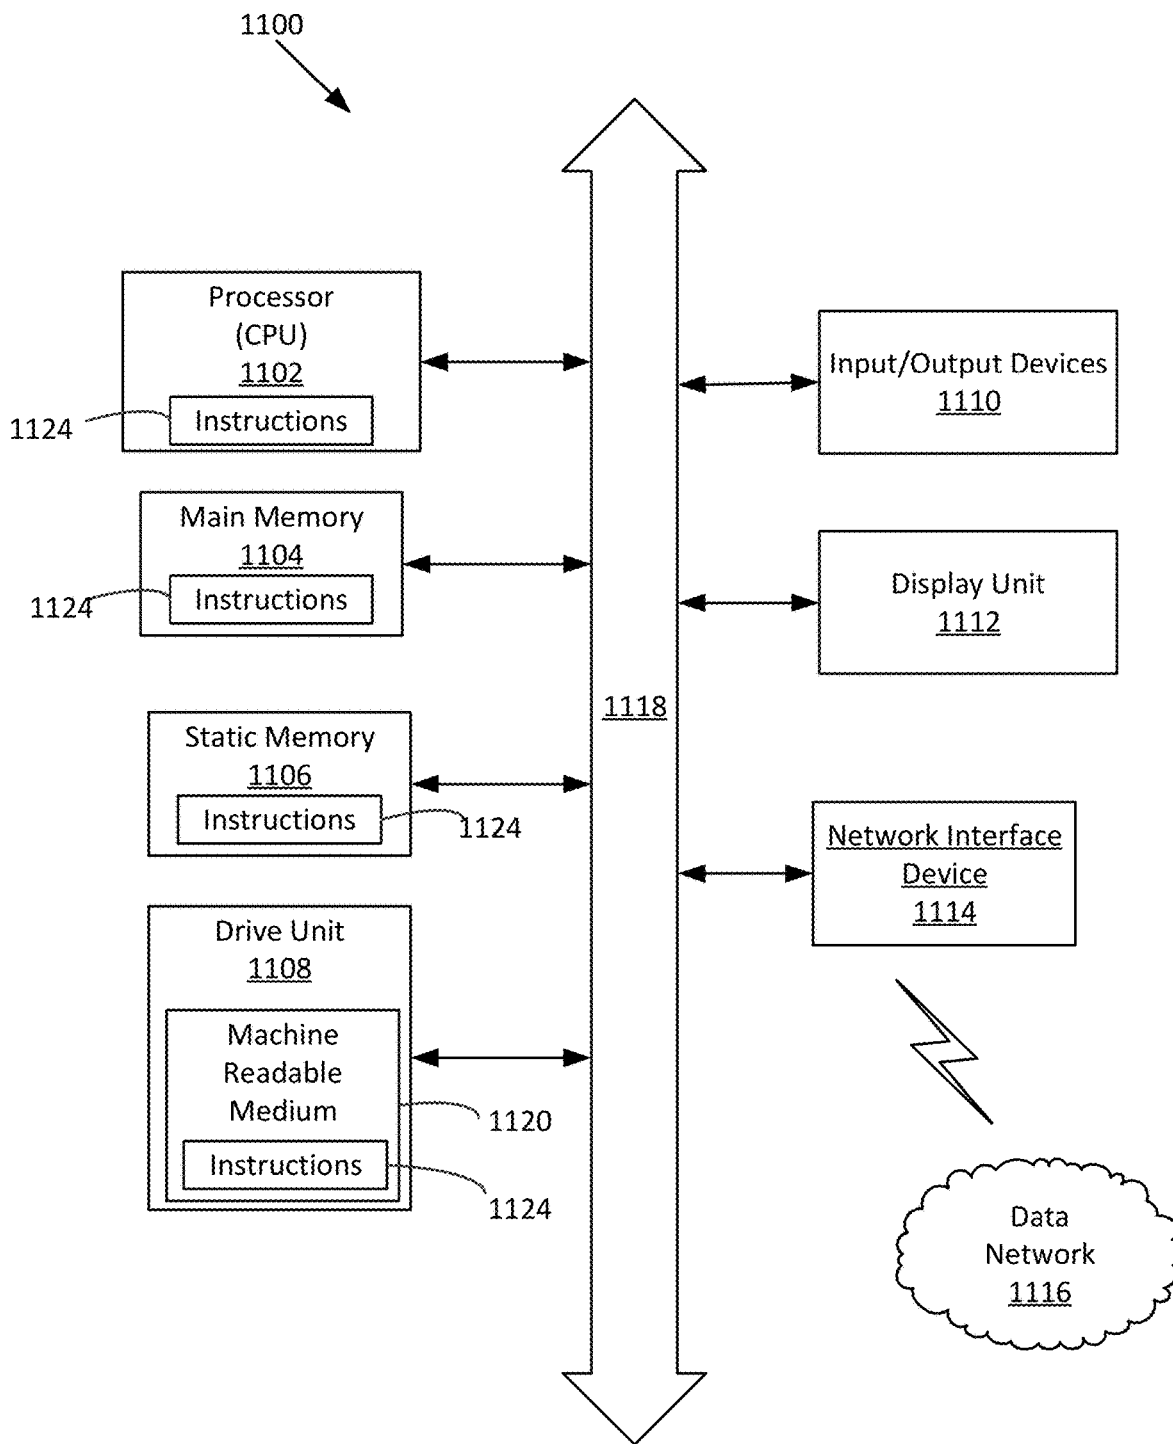 1100
Processor
(CPU)
1102
Instructions
1124
Main Memory
1104
Instructions
1124
Static Memory
1106
Instructions
1124
Drive Unit
1108
Machine
Readable
Medium
1120
Instructions
1124
1118
Input/Output Devices
1110
Display Unit
1112
Network Interface
Device
1114
Data
Network
1116